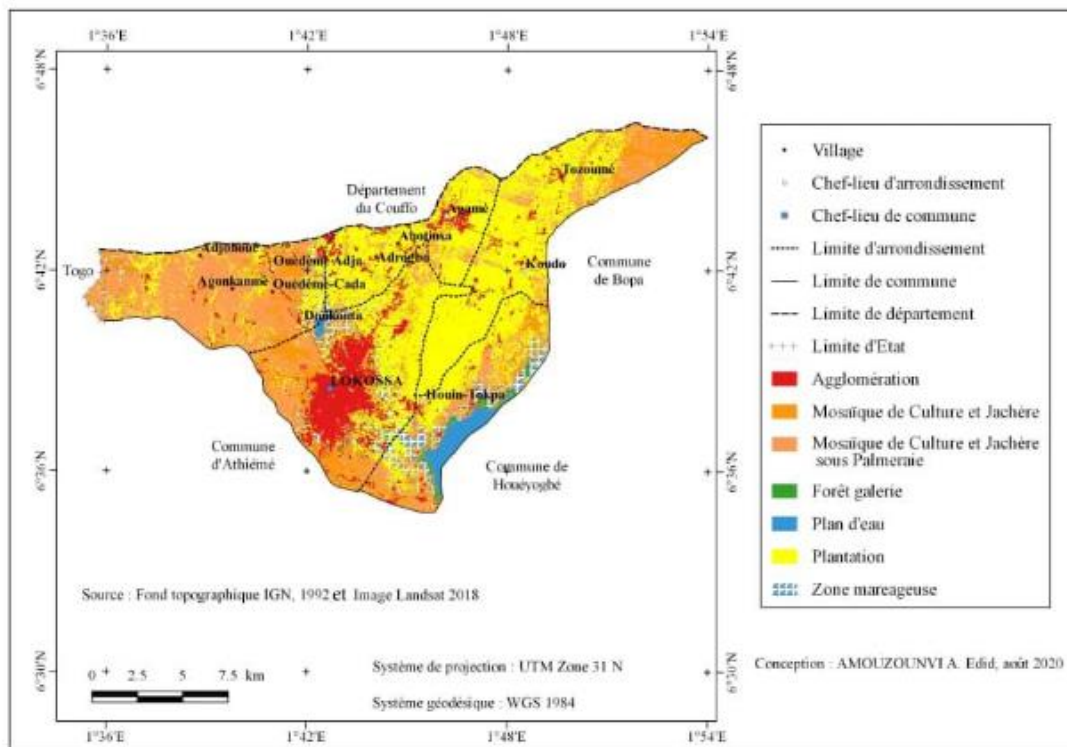 1°36'E 1°42'E 1°48'E 1°54'E
6°48'N 6°48'N
Tozoumé
Département
du Couffo
Agamé
Adjohoué
Ouèdèmè-Adja
Adrogbo
Togo
6°42'N 6°42'N
Agonkanmè
Ouèdèmè-Cada
Koudo
Commune
de Bopa
LOKOSSA
Houin-Tokpa
Commune
d'Athiémé
6°36'N 6°36'N
Commune de
Houéyogbé
Source : Fond topographique IGN, 1992 et Image Landsat 2018
6°30'N 6°30'N
0 2.5 5 7.5 km
Système de projection : UTM Zone 31 N
Système géodésique : WGS 1984
1°36'E 1°42'E 1°48'E 1°54'E
Village
Chef-lieu d'arrondissement
Chef-lieu de commune
Limite d'arrondissement
Limite de commune
Limite de département
Limite d'Etat
Agglomération
Mosaïque de Culture et Jachère
Mosaïque de Culture et Jachère
sous Palmeraie
Forêt galerie
Plan d'eau
Plantation
Zone mareageuse
Conception : AMOUZOUNVI A. Edid, août 2020